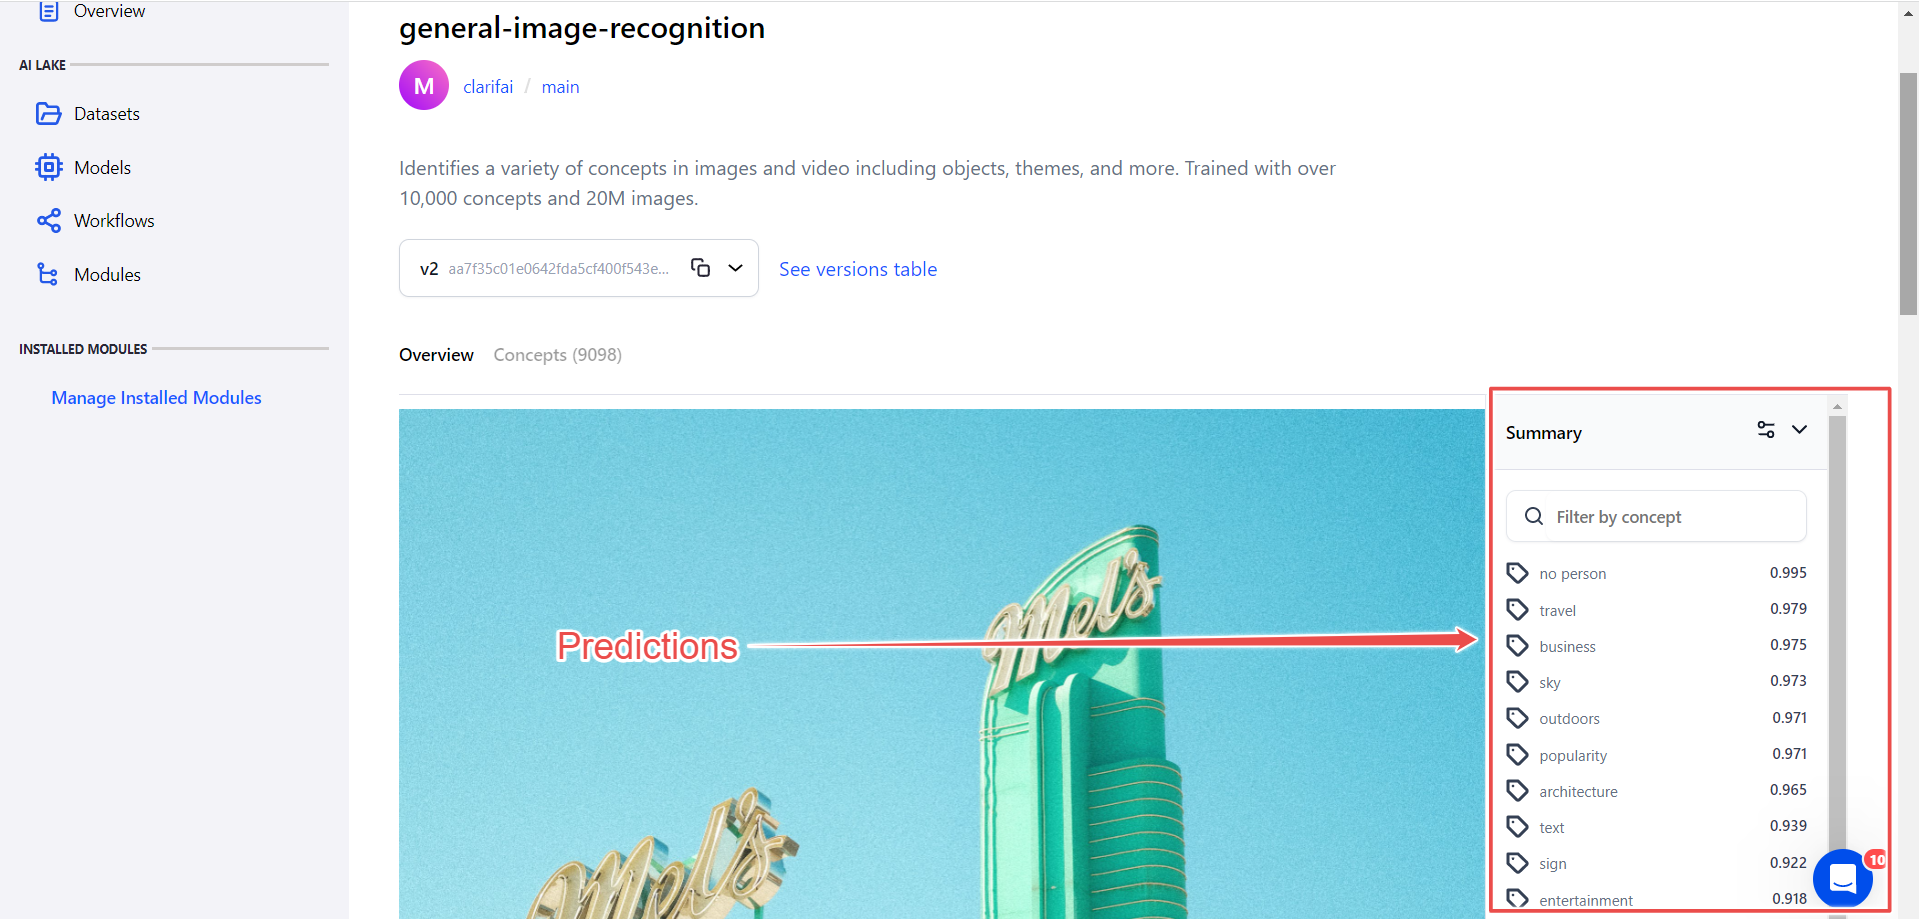 Overview
AI LAKE
Datasets
Models
Workflows
Modules
INSTALLED MODULES
Manage Installed Modules
general-image-recognition
M
clarifai / main
Identifies a variety of concepts in images and video including objects, themes, and more. Trained with over
10,000 concepts and 20M images.
v2 aa7f35c01e0642fda5cf400f543e...
See versions table
Overview
Concepts (9098)
Mel's
Mel's
Predictions
Summary
Filter by concept
no person 0.995
travel 0.979
business 0.975
sky 0.973
outdoors 0.971
popularity 0.971
architecture 0.965
text 0.939
sign 0.922
entertainment 0.918
10